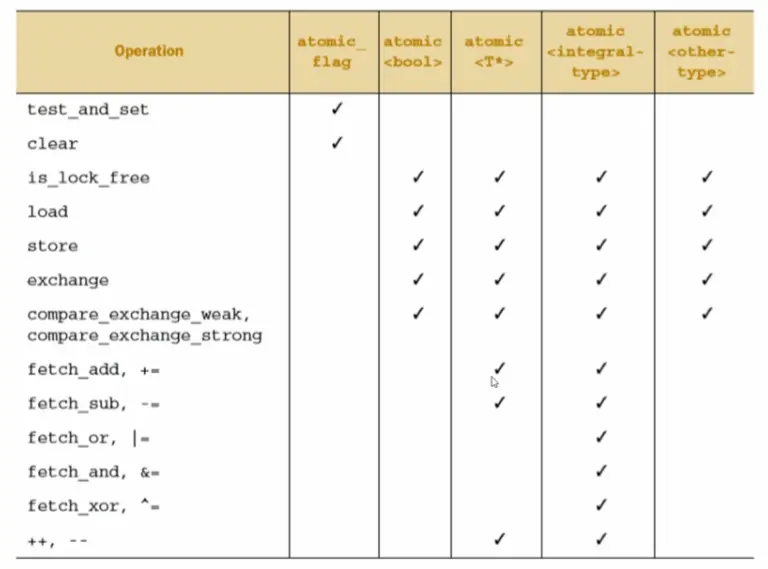 Operation atomic_ flag atomic <bool> atomic <T*> atomic <integral- type> atomic <other- type>
test_and_set ✓
clear ✓
is_lock_free ✓ ✓ ✓ ✓
load ✓ ✓ ✓ ✓
store ✓ ✓ ✓ ✓
exchange ✓ ✓ ✓ ✓
compare_exchange_weak, ✓ ✓ ✓ ✓
compare_exchange_strong
fetch_add, += ✓ ✓
fetch_sub, -= ✓ ✓
fetch_or, |= ✓
fetch_and, &= ✓
fetch_xor, ^= ✓
++, -- ✓ ✓